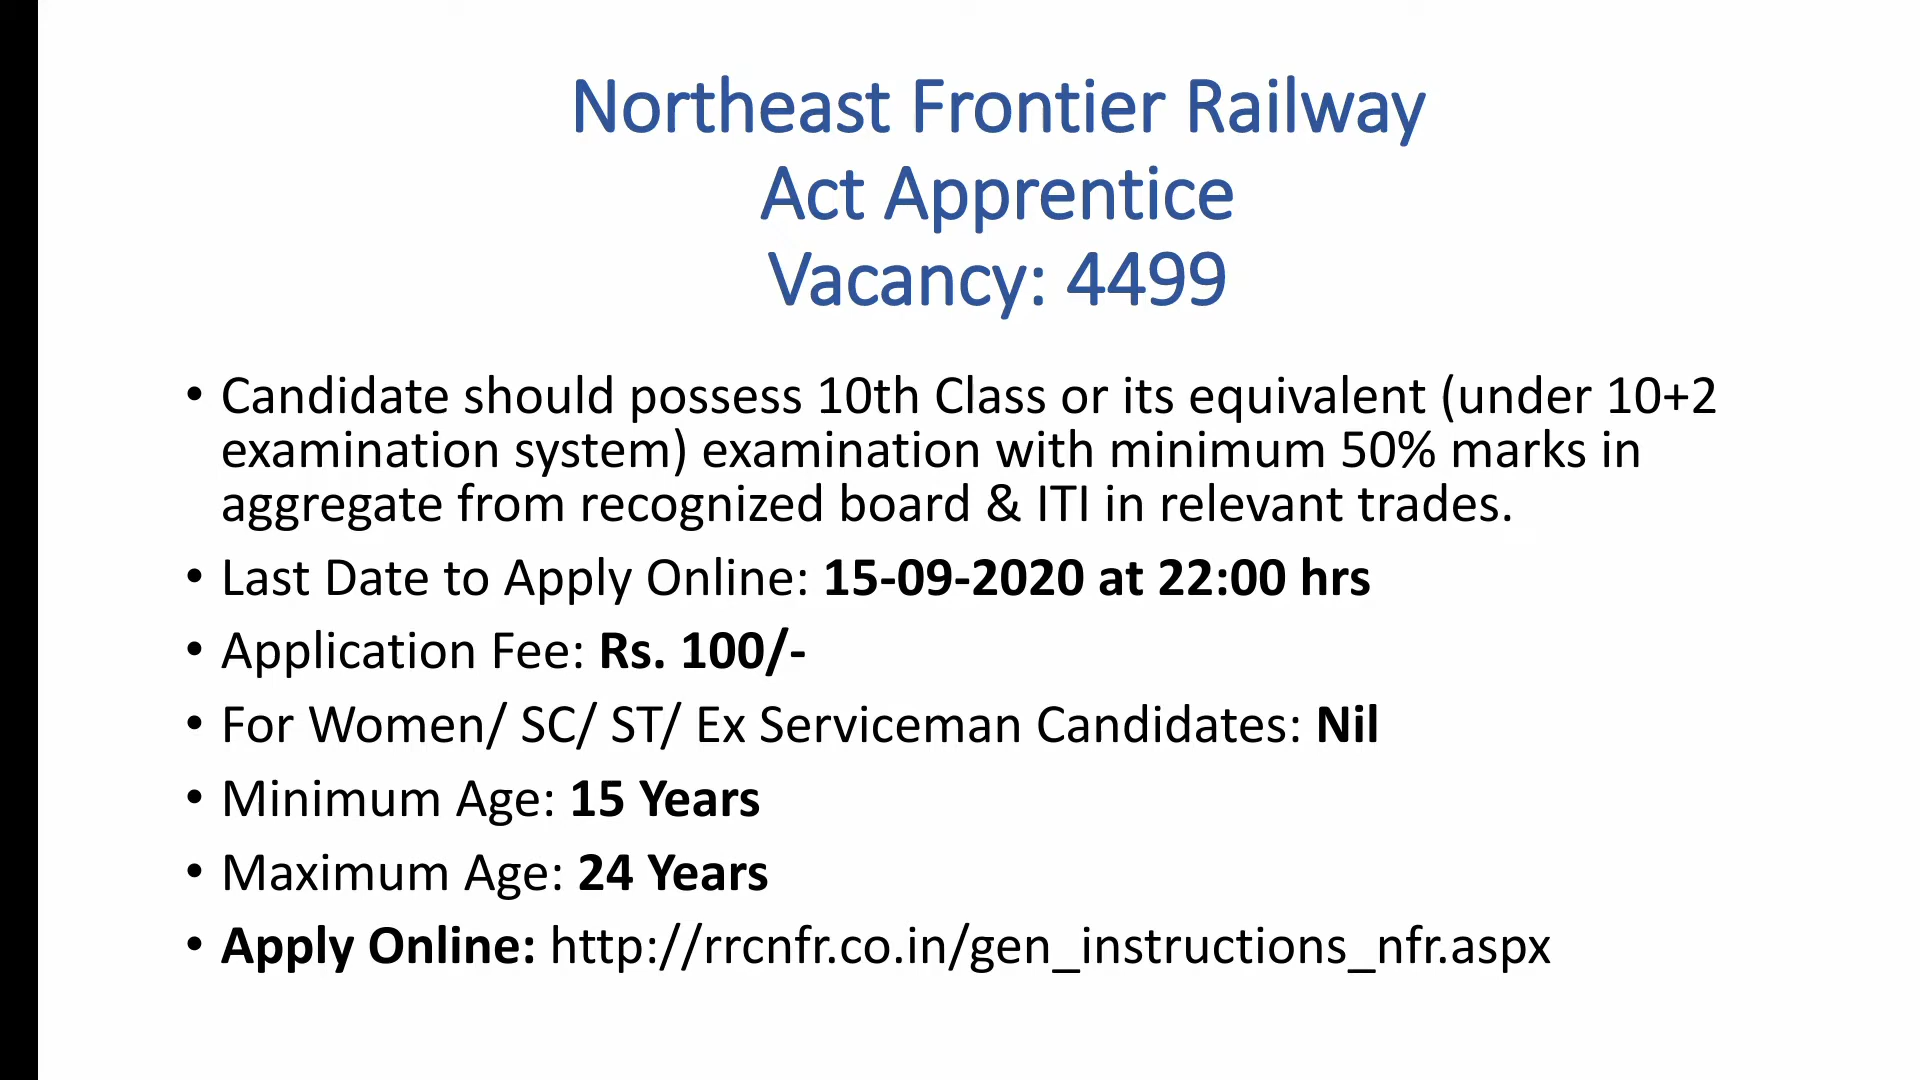 Northeast Frontier Railway
Act Apprentice
Vacancy: 4499
• Candidate should possess 10th Class or its equivalent (under 10+2
examination system) examination with minimum 50% marks in
aggregate from recognized board & ITI in relevant trades.
• Last Date to Apply Online: 15-09-2020 at 22:00 hrs
• Application Fee: Rs. 100/-
• For Women/ SC/ ST/ Ex Serviceman Candidates: Nil
• Minimum Age: 15 Years
• Maximum Age: 24 Years
• Apply Online: http://rrcnfr.co.in/gen_instructions_nfr.aspx